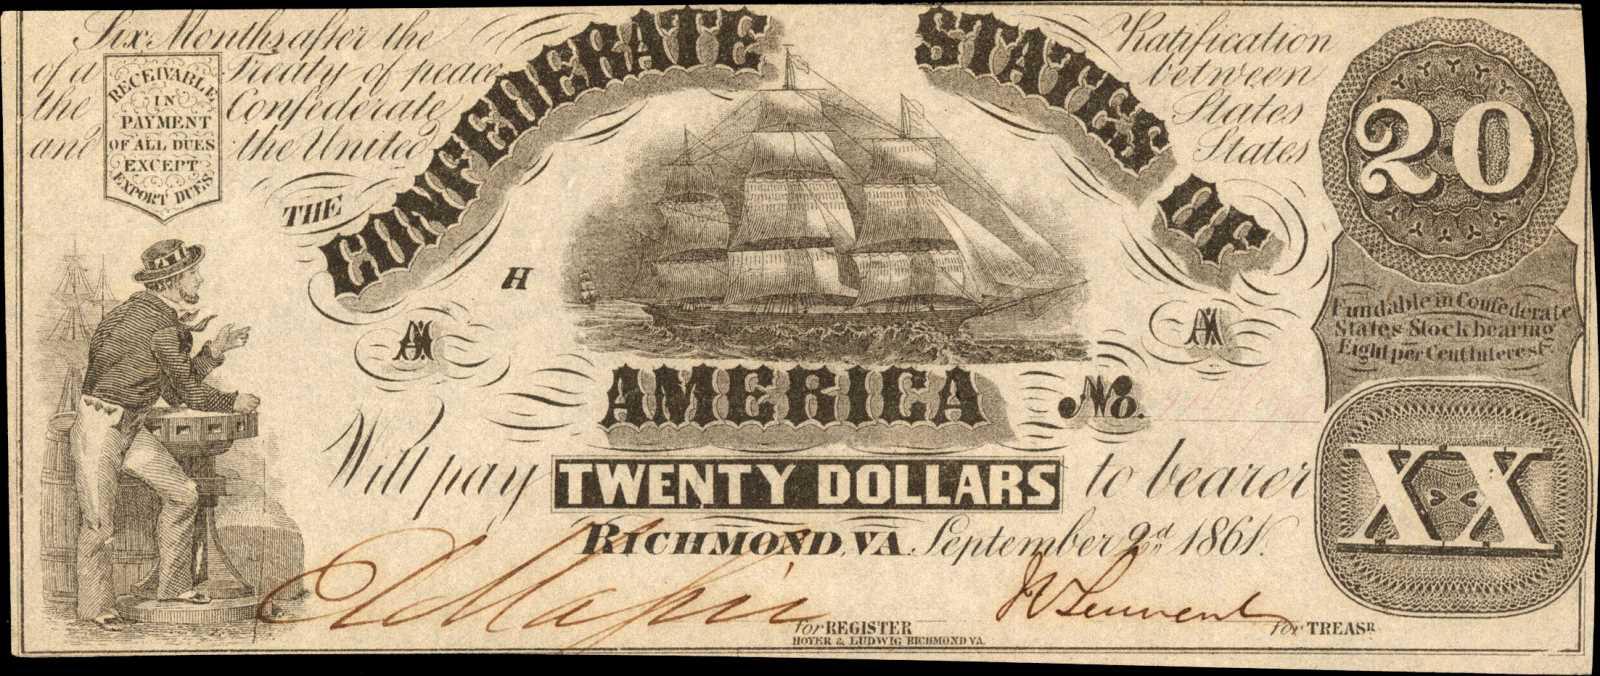 Six Months after the Ratification
of a Treaty of peace between
the Confederate States
and the United States
RECEIVABLE
IN
PAYMENT
OF ALL DUES
EXCEPT
EXPORT DUES.
THE
CONFEDERATE STATES OF
AMERICA
20
H
Fundable in Confederate
States Stock bearing
Eight per Cent Interest
No.
Will pay TWENTY DOLLARS to bearer
XX
RICHMOND, VA. September 2d 1861.
For REGISTER
For TREASR
HOYER & LUDWIG RICHMOND VA.